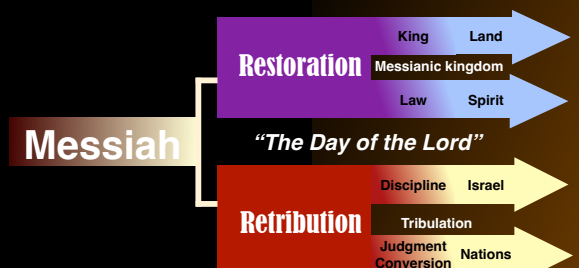 King Land
Restoration
Messianic kingdom
Law Spirit
Messiah
“The Day of the Lord”
Discipline Israel
Retribution
Tribulation
Judgment
Conversion
Nations